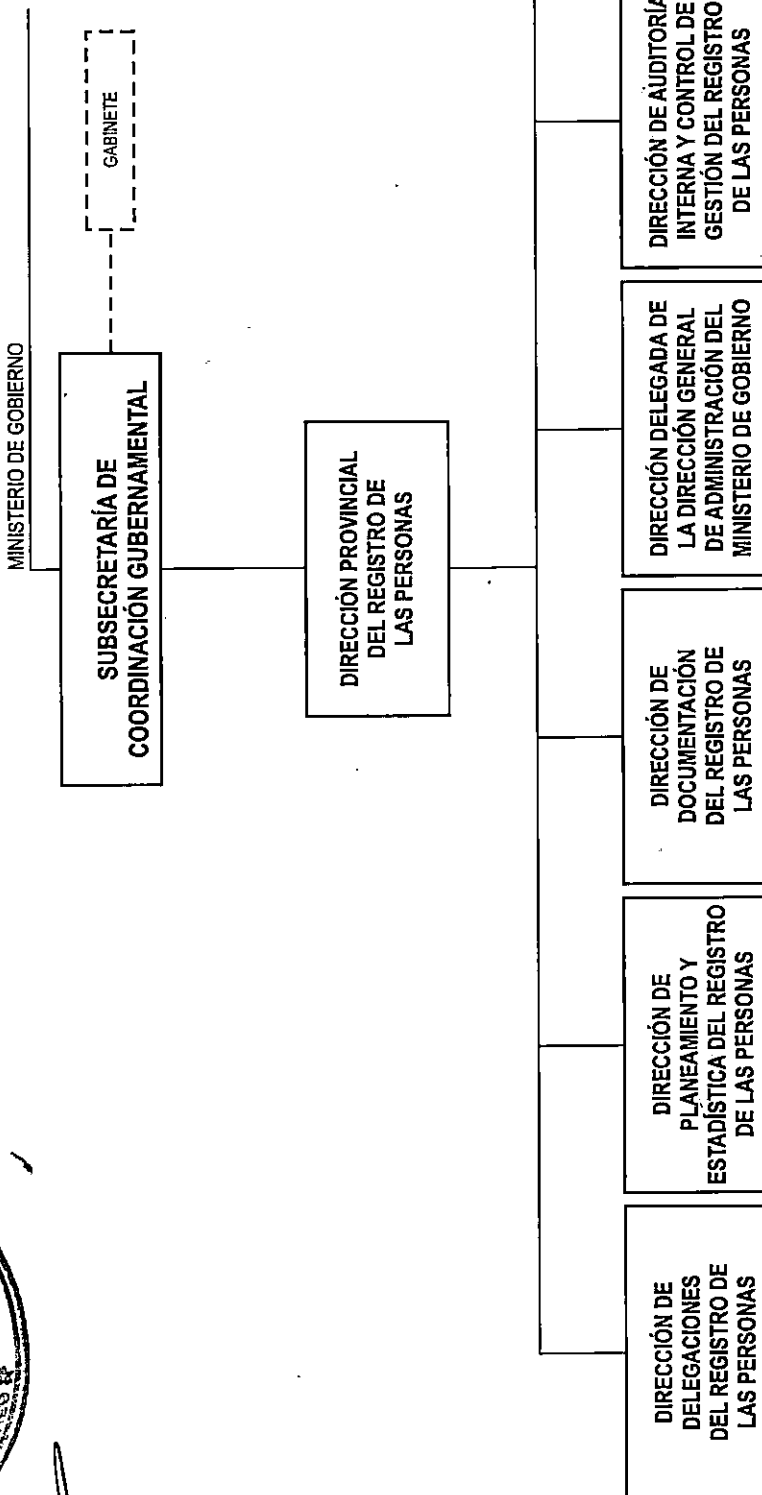 MINISTERIO DE GOBIERNO
SUBSECRETARÍA DE
COORDINACIÓN GUBERNAMENTAL
GABINETE
DIRECCIÓN PROVINCIAL
DEL REGISTRO DE
LAS PERSONAS
DIRECCIÓN DE
DELEGACIONES
DEL REGISTRO DE
LAS PERSONAS
DIRECCIÓN DE
PLANEAMIENTO Y
ESTADÍSTICA DEL REGISTRO
DE LAS PERSONAS
DIRECCIÓN DE
DOCUMENTACIÓN
DEL REGISTRO DE
LAS PERSONAS
DIRECCIÓN DELEGADA DE
LA DIRECCIÓN GENERAL
DE ADMINISTRACIÓN DEL
MINISTERIO DE GOBIERNO
DIRECCIÓN DE AUDITORÍA
INTERNA Y CONTROL DE
GESTIÓN DEL REGISTRO
DE LAS PERSONAS